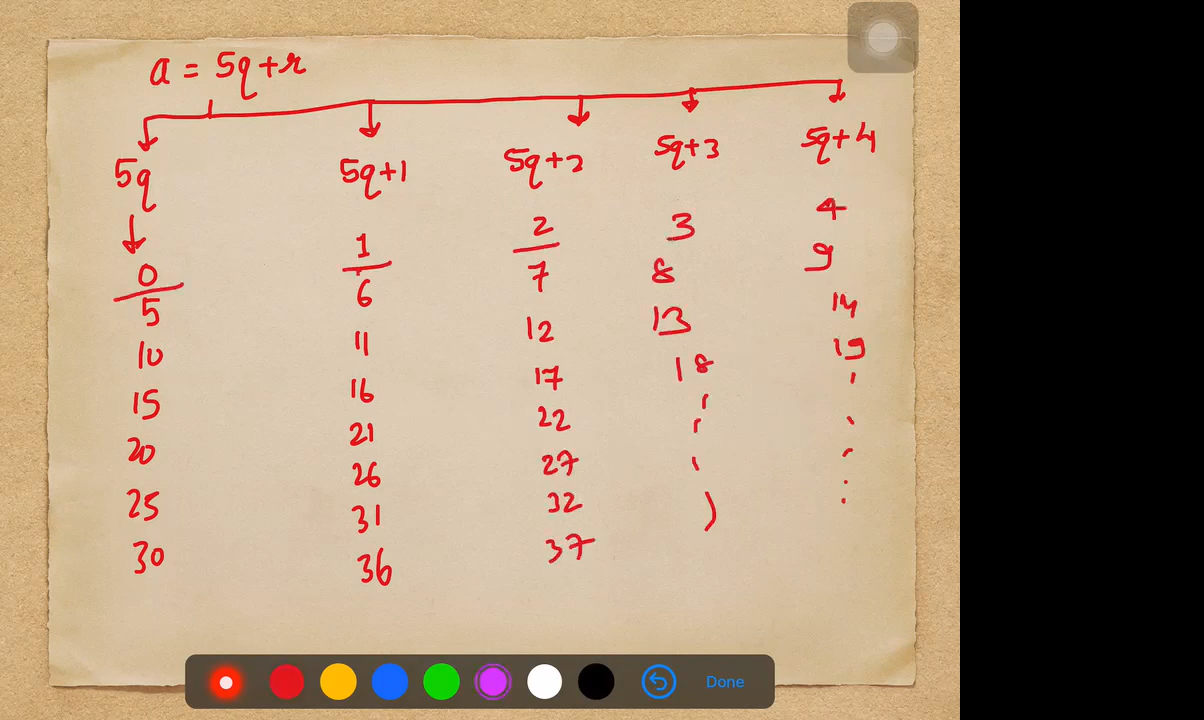 a = 5q+r
5q 5q+1 5q+2 5q+3 5q+4
0 1 2 3 4
5 6 7 8 9
10 11 12 13 14
15 16 17 18 19
20 21 22
25 26 27
30 31 32
36 37
Done